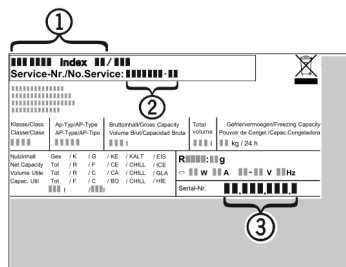 1
Index /
Service-Nr./No.Service: -
2
Klasse/Class Ap-Typ/AP-Type Bruttoinhalt/Gross Capacity Total Gefriervermoegen/Freezing Capacity
Classe/Clase AP-Type/AP-Tipo Volume Brut/Capacidad Bruta volume Pouvoir de Congel./Capac.Congeladora
I I kg / 24 h
Nutzinhalt Ges / K / G / KE / KALT / EIS
Net.Capacity Tot / R / F / CE / CHILL / ICE
Volume Utile Tot / R / C / CA / CHILL / GLA
Capac. Util Tot / F / C / BO / CHILL / HIE
I / I
R : g
W A - V Hz
Serial-Nr.
3